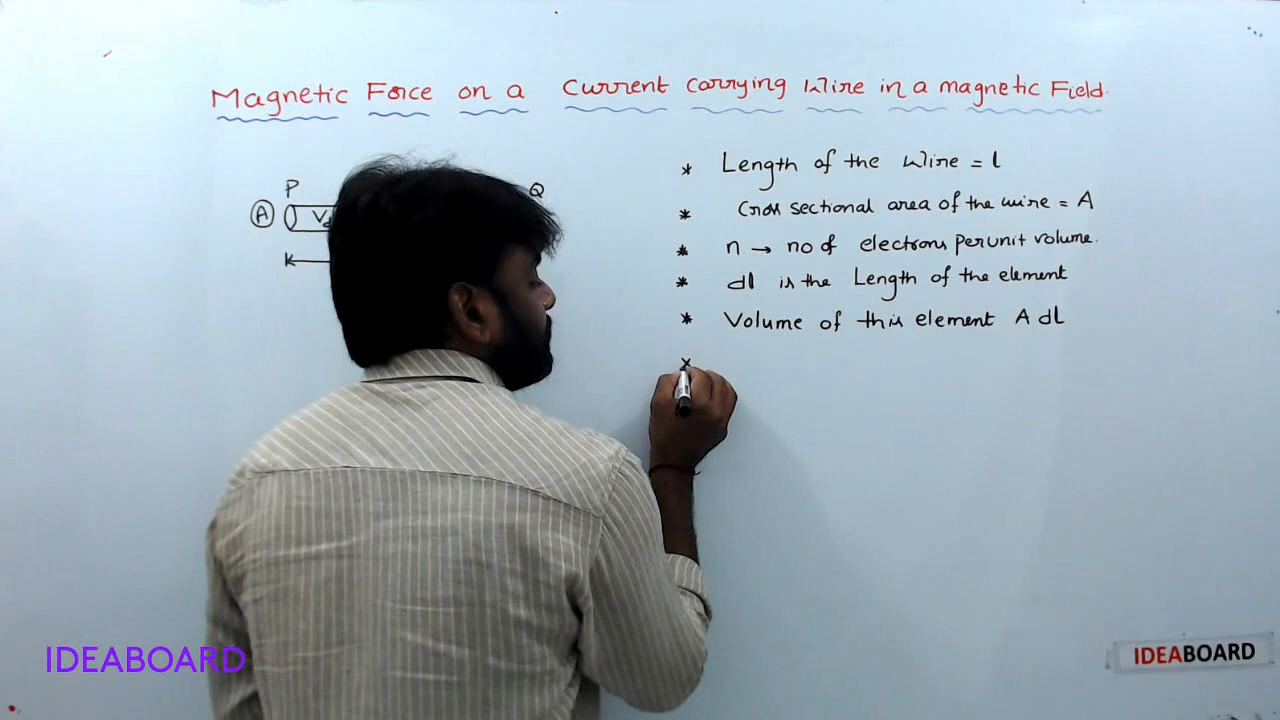 Magnetic Force on a Current carrying Wire in a magnetic Field.
P
Q
A
Vd
* Length of the Wire = l
* Cross sectional area of the wire = A
* n → no of electrons per unit volume.
* dl is the Length of the element
* Volume of this element A dl
*
IDEABOARD
IDEABOARD